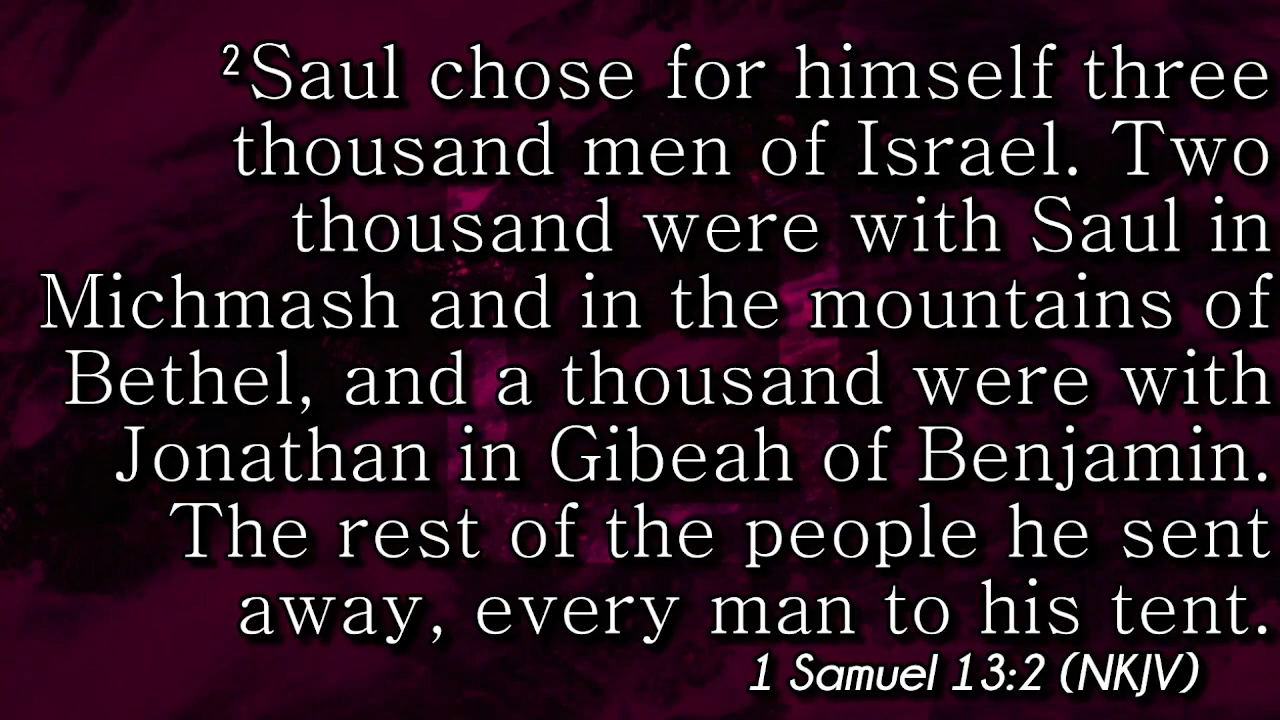 ²Saul chose for himself three
thousand men of Israel. Two
thousand were with Saul in
Michmash and in the mountains of
Bethel, and a thousand were with
Jonathan in Gibeah of Benjamin.
The rest of the people he sent
away, every man to his tent.
1 Samuel 13:2 (NKJV)